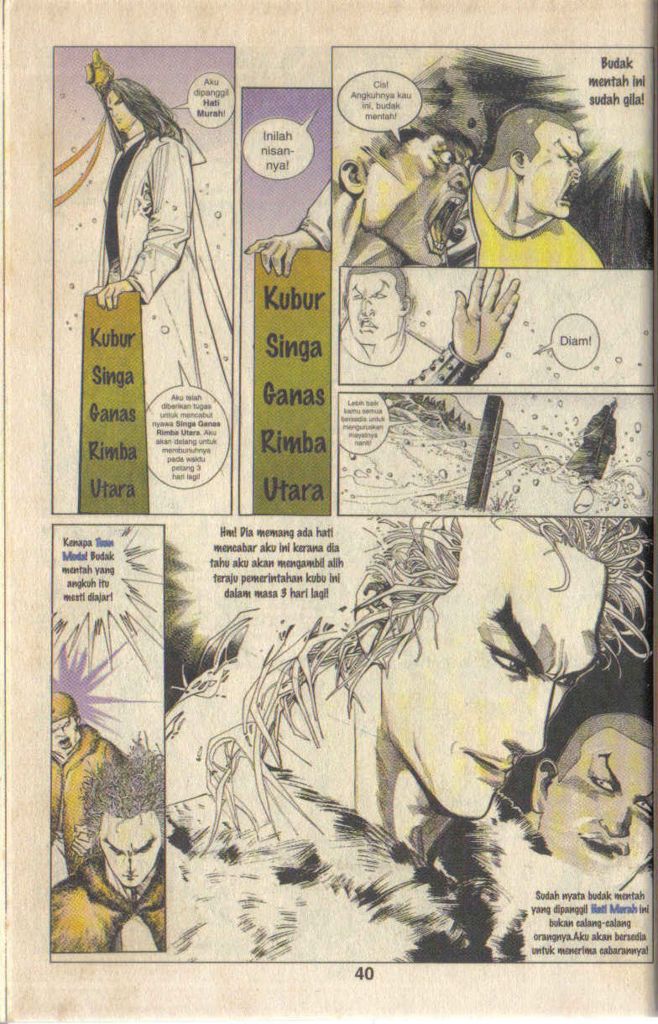 Aku
dipanggil
Hati
Murah!
Kubur
Singa
Ganas
Rimba
Utara
Aku telah
diberikan tugas
untuk mencabut
nyawa Singa Ganas
Rimba Utara. Aku
akan datang untuk
membunuhnya
pada waktu
petang 3
hari lagi!
Inilah
nisan-
nya!
Kubur
Singa
Ganas
Rimba
Utara
Cis!
Angkuhnya kau
ini, budak
mentah!
Budak
mentah ini
sudah gila!
Diam!
Lebih baik
kamu semua
bersedia untuk
menguruskan
mayatnya
nanti!
Kenapa Tuan
Muda! Budak
mentah yang
angkuh itu
mesti diajar!
Hm! Dia memang ada hati
mencabar aku ini kerana dia
tahu aku akan mengambil alih
teraju pemerintahan kubu ini
dalam masa 3 hari lagi!
Sudah nyata budak mentah
yang dipanggil Hati Murah ini
bukan calang-calang
orangnya.Aku akan bersedia
untuk menerima cabarannya!
40